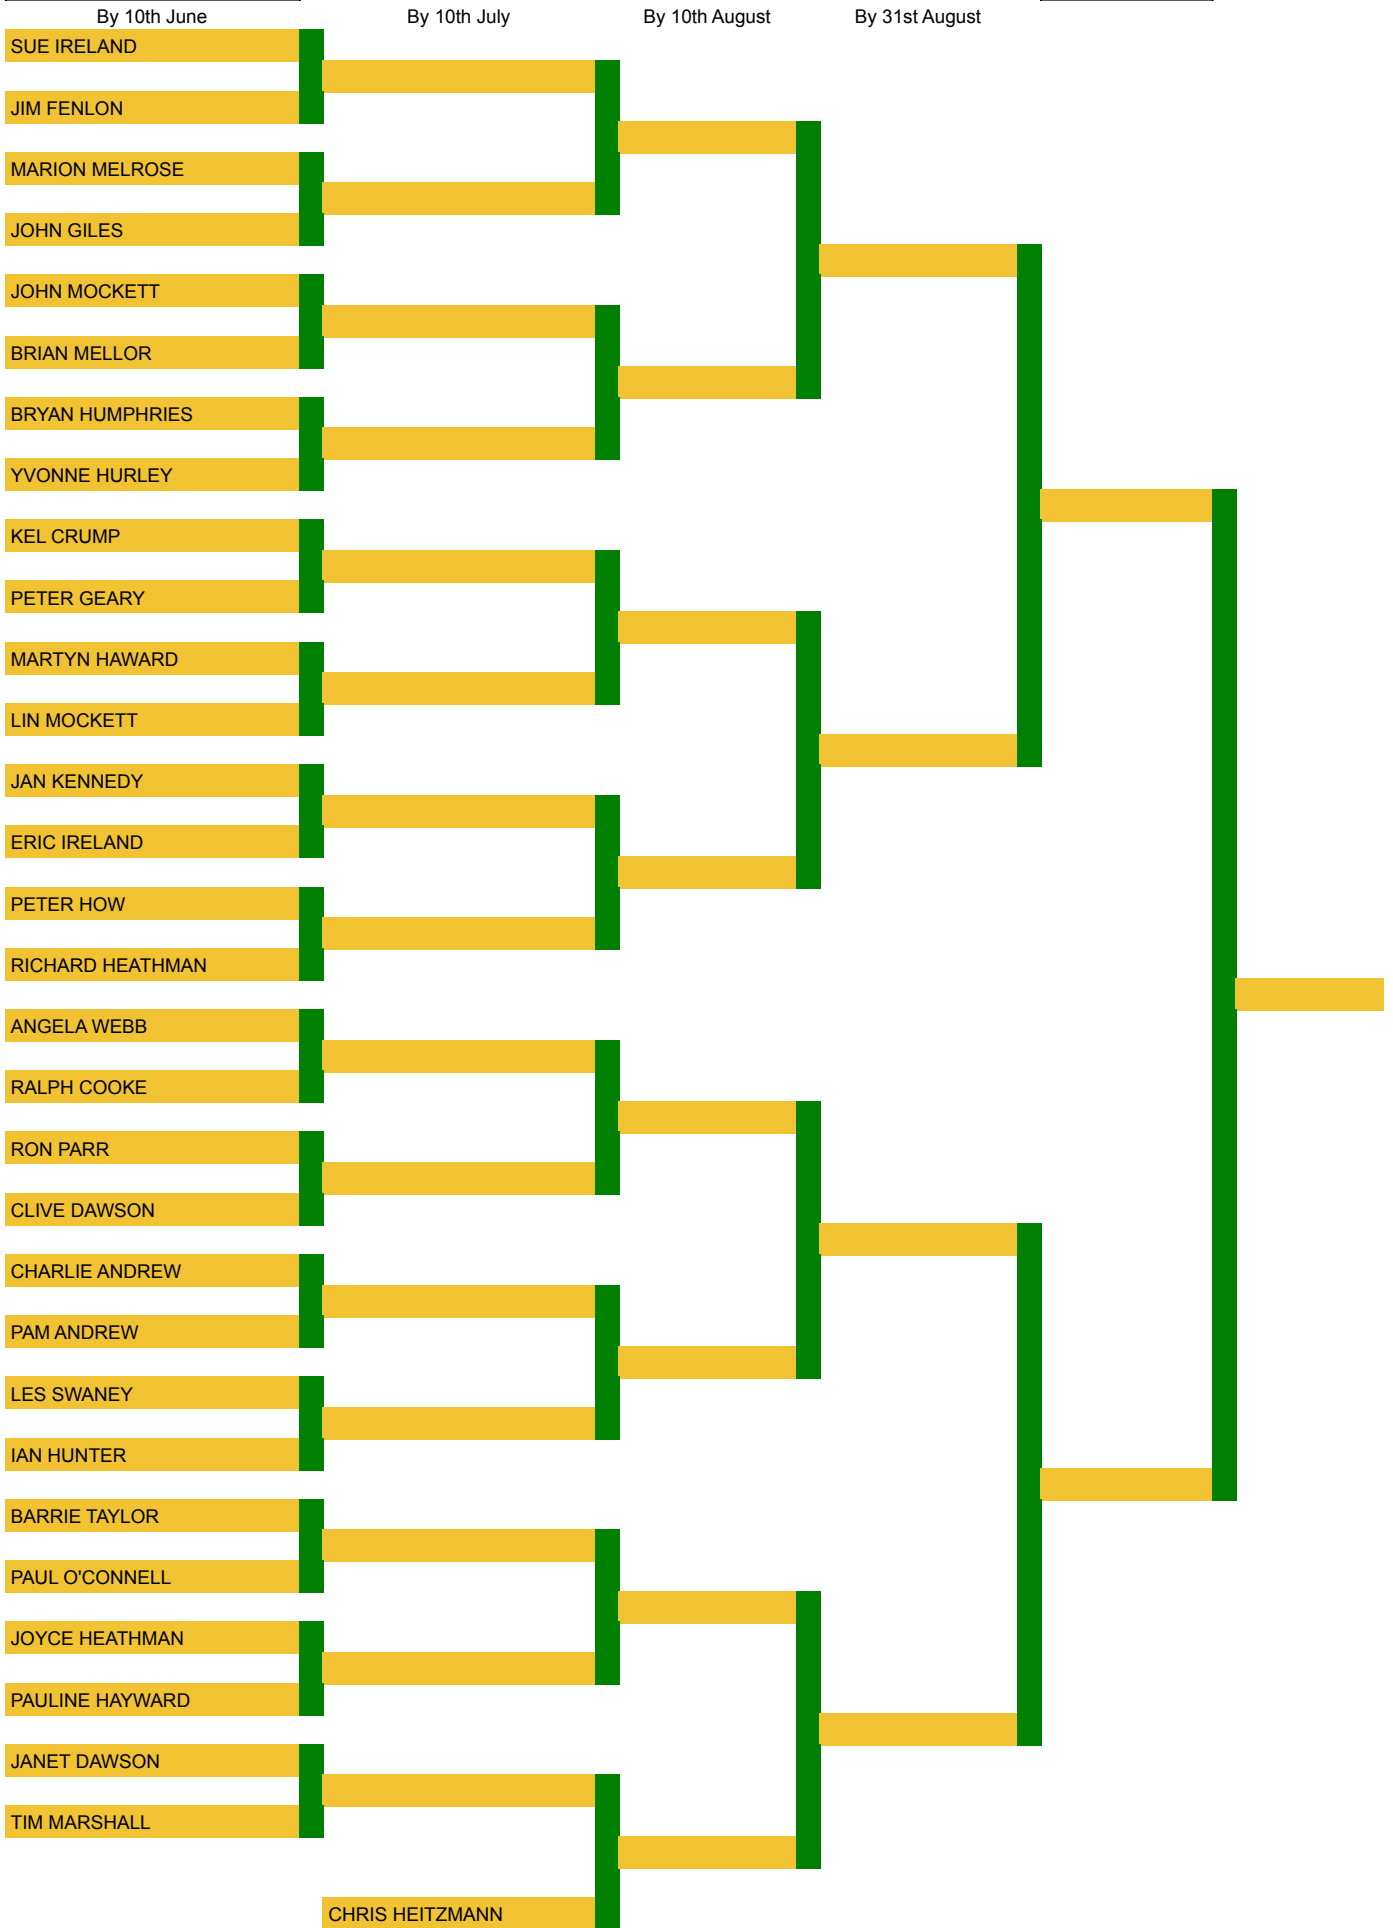 By 10th June
By 10th July
By 10th August
By 31st August
SUE IRELAND
JIM FENLON
MARION MELROSE
JOHN GILES
JOHN MOCKETT
BRIAN MELLOR
BRYAN HUMPHRIES
YVONNE HURLEY
KEL CRUMP
PETER GEARY
MARTYN HAWARD
LIN MOCKETT
JAN KENNEDY
ERIC IRELAND
PETER HOW
RICHARD HEATHMAN
ANGELA WEBB
RALPH COOKE
RON PARR
CLIVE DAWSON
CHARLIE ANDREW
PAM ANDREW
LES SWANEY
IAN HUNTER
BARRIE TAYLOR
PAUL O'CONNELL
JOYCE HEATHMAN
PAULINE HAYWARD
JANET DAWSON
TIM MARSHALL
CHRIS HEITZMANN